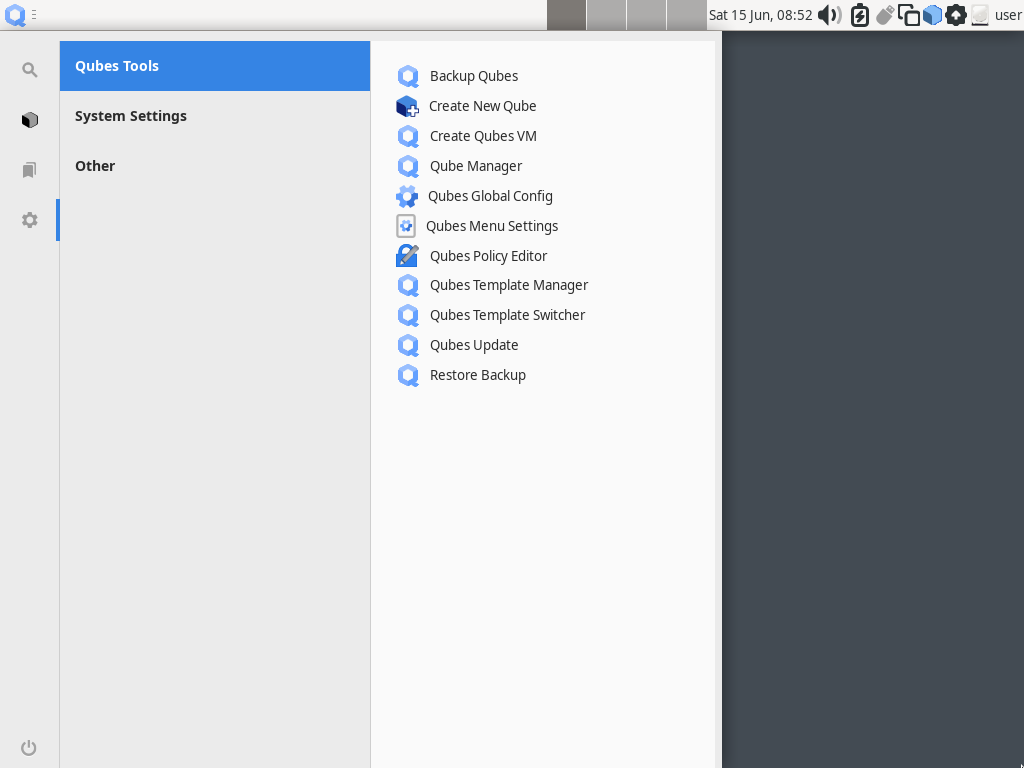 Sat 15 Jun, 08:52
user
Qubes Tools
System Settings
Other
Backup Qubes
Create New Qube
Create Qubes VM
Qube Manager
Qubes Global Config
Qubes Menu Settings
Qubes Policy Editor
Qubes Template Manager
Qubes Template Switcher
Qubes Update
Restore Backup